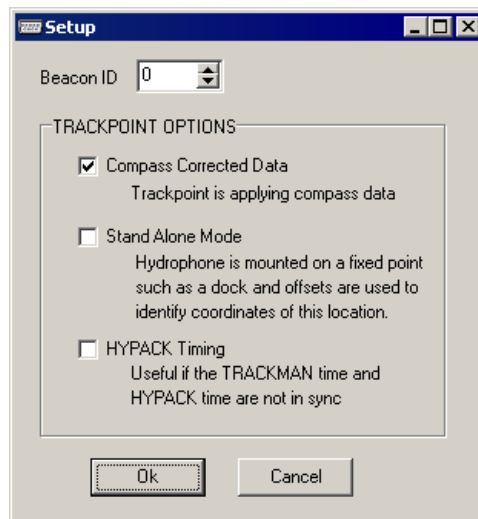 Setup
Beacon ID 0
TRACKPOINT OPTIONS
Compass Corrected Data
Trackpoint is applying compass data
Stand Alone Mode
Hydrophone is mounted on a fixed point
such as a dock and offsets are used to
identify coordinates of this location.
HYPACK Timing
Useful if the TRACKMAN time and
HYPACK time are not in sync
Ok Cancel